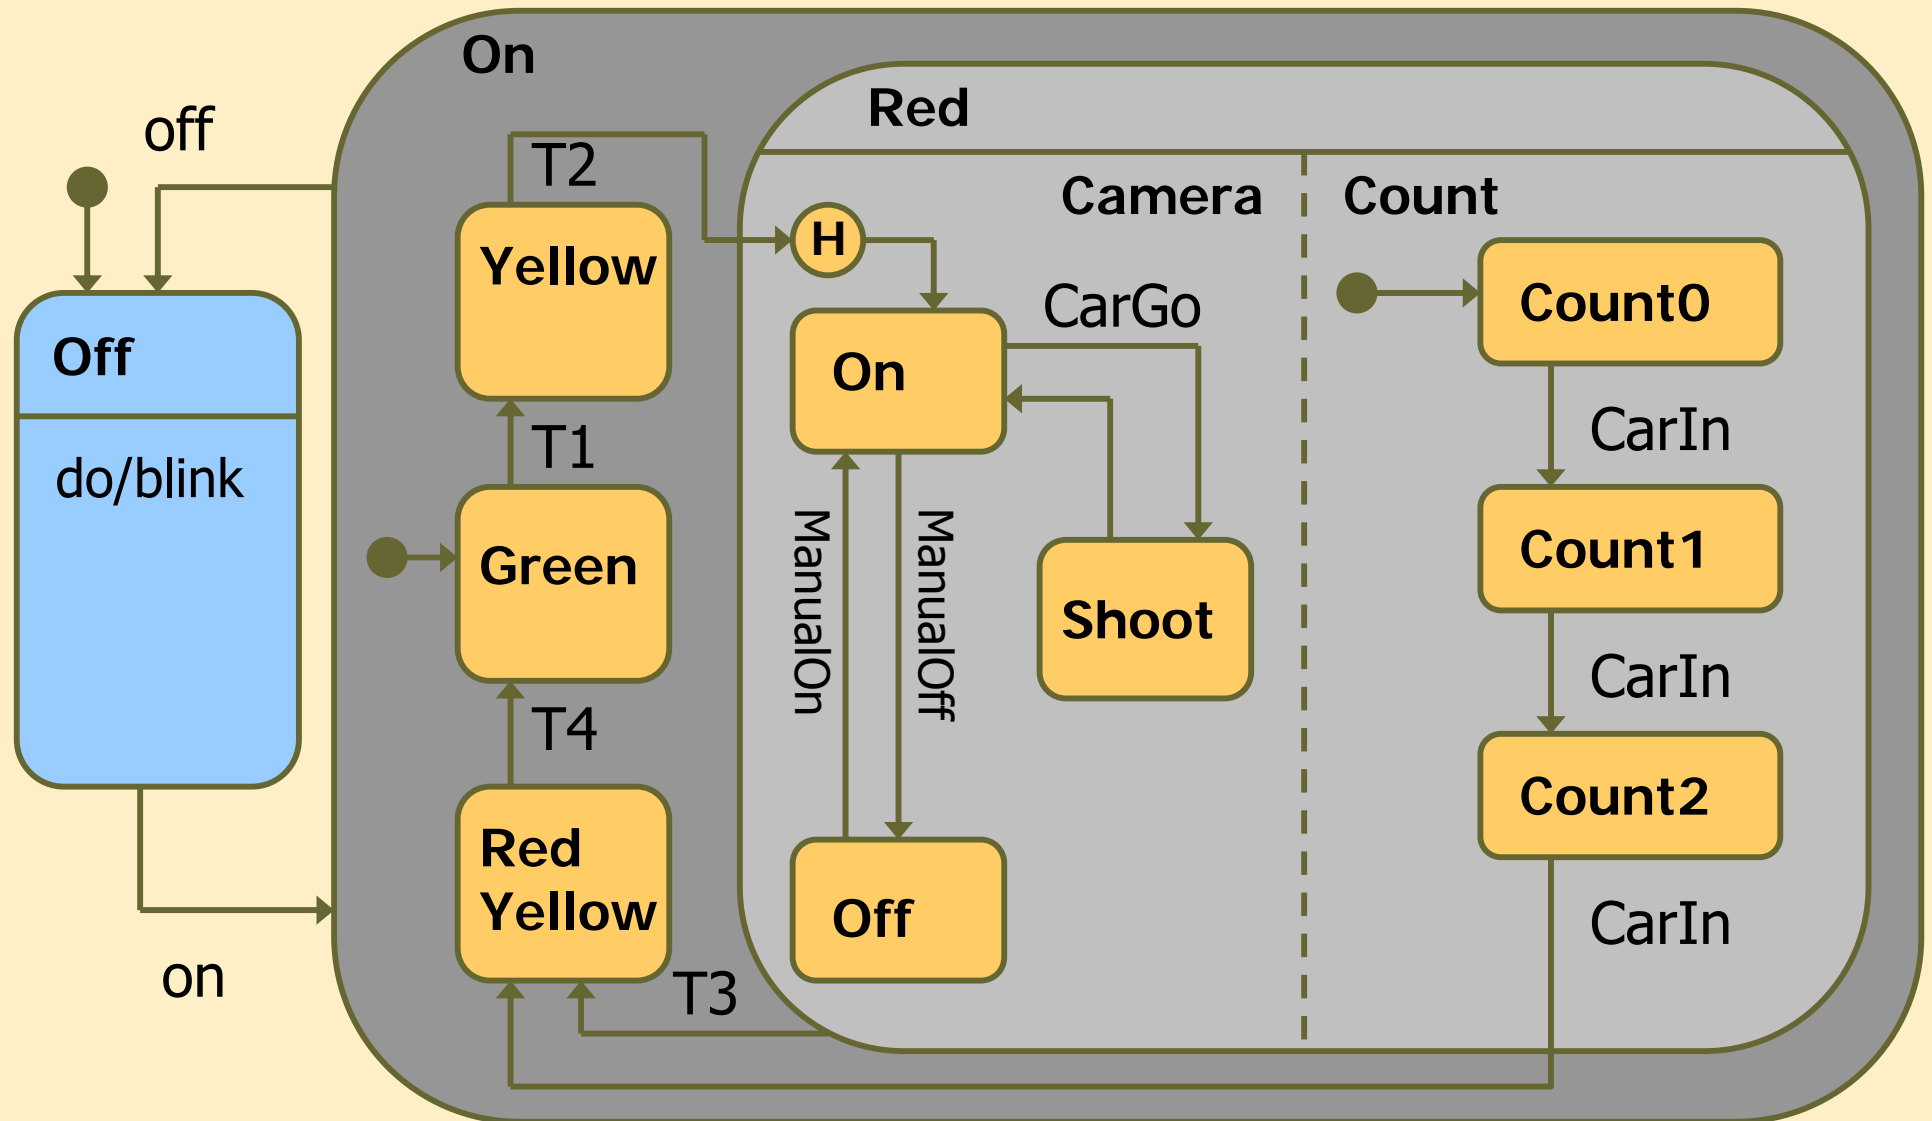 On
Red
off
T2
Camera
Count
H
Yellow
Count0
CarGo
Off
On
CarIn
T1
do/blink
Green
ManualOn
ManualOff
Count1
Shoot
CarIn
T4
Count2
Red
Yellow
Off
CarIn
on
T3